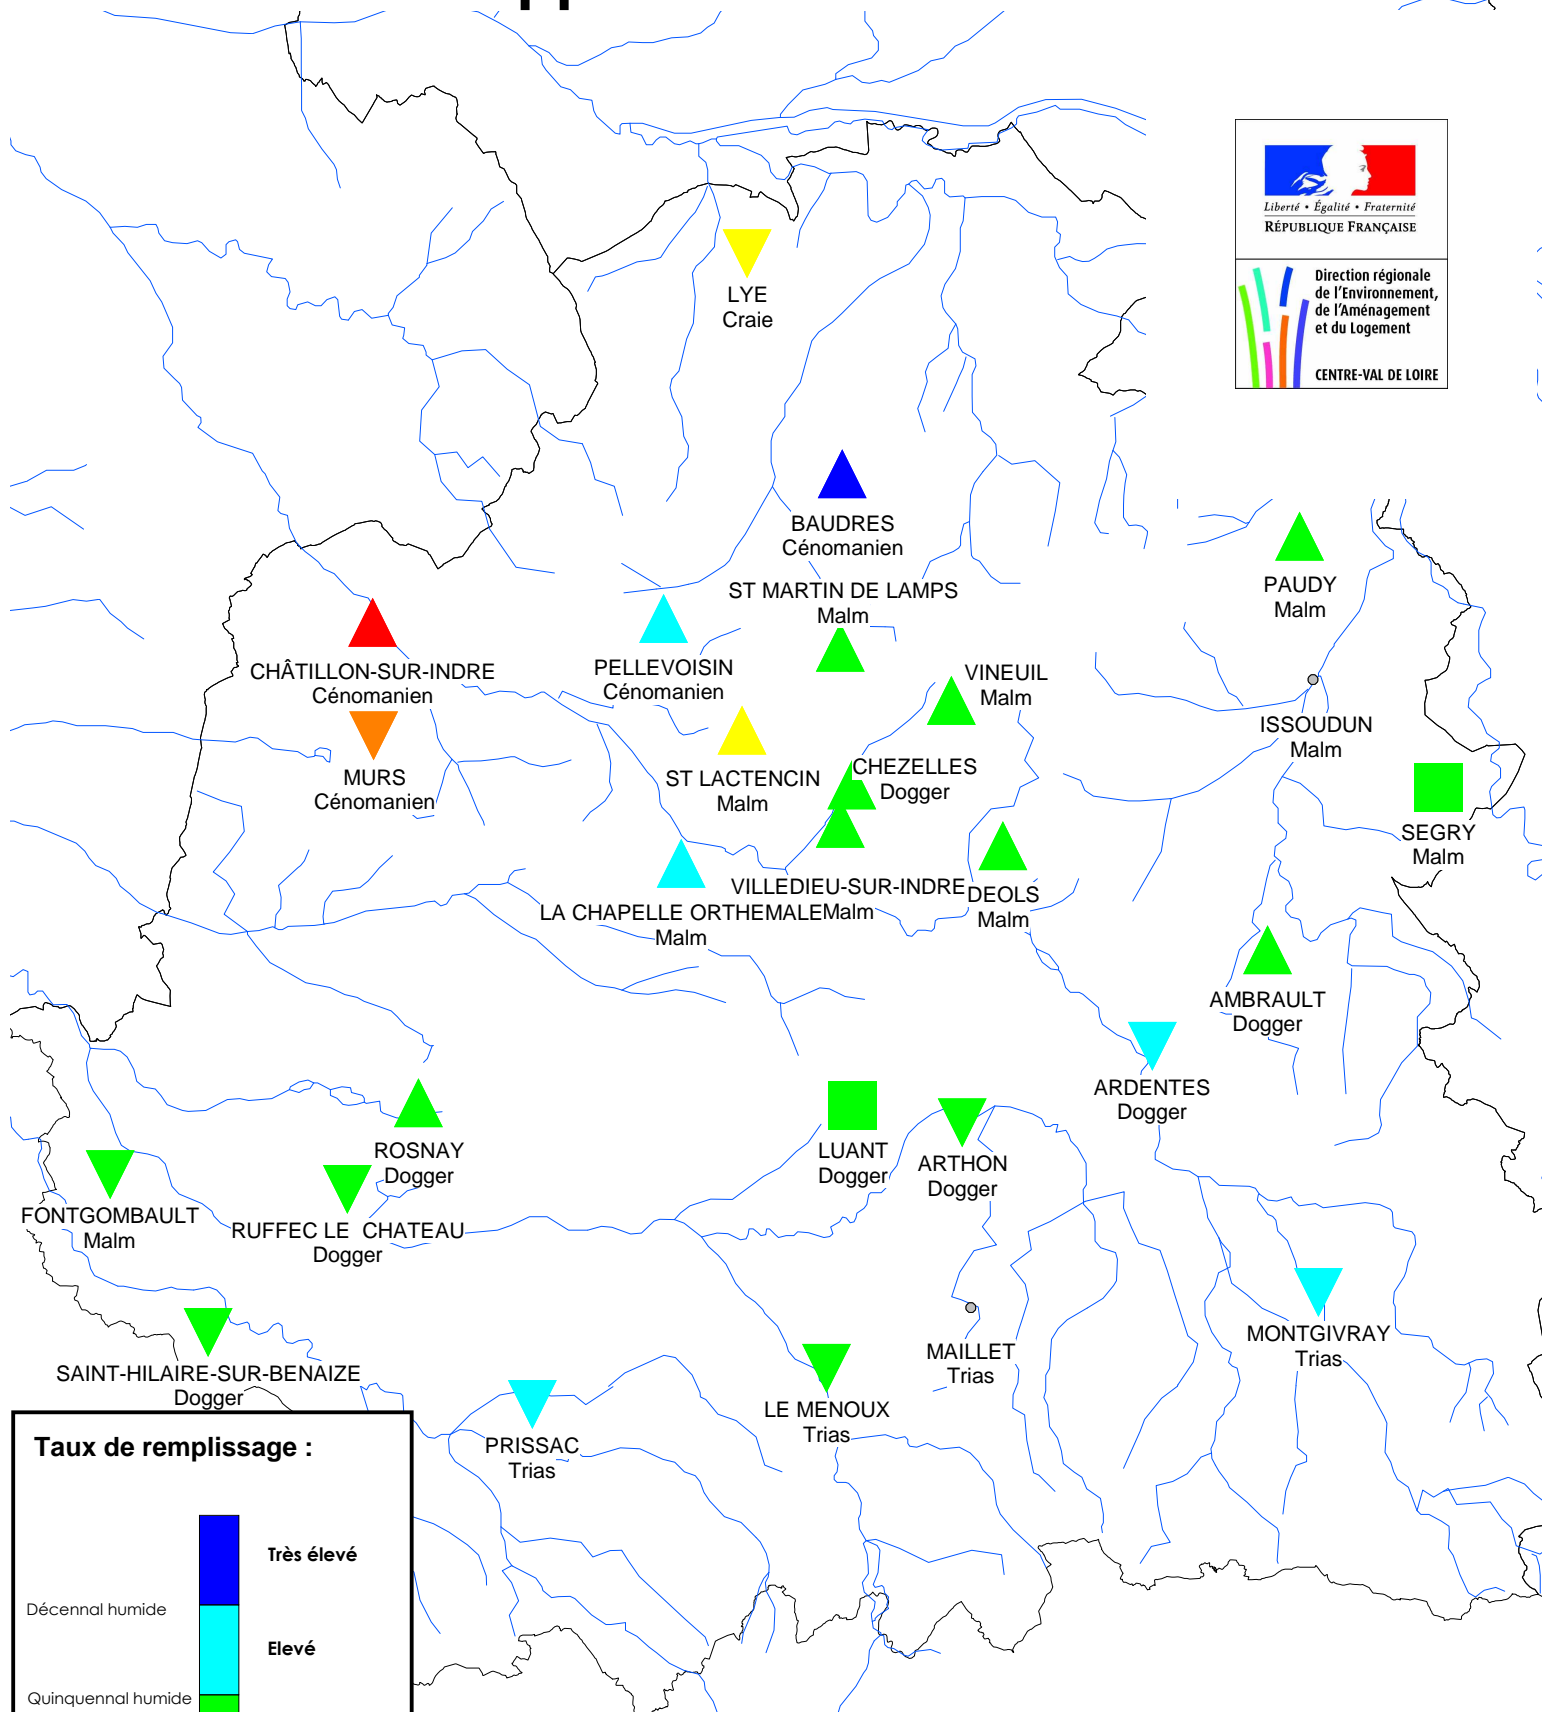 Liberté • Égalité • Fraternité
RÉPUBLIQUE FRANÇAISE
Direction régionale
de l'Environnement,
de l'Aménagement
et du Logement
CENTRE-VAL DE LOIRE
LYE
Craie
BAUDRES
Cénomanien
ST MARTIN DE LAMPS
Malm
PAUDY
Malm
CHÂTILLON-SUR-INDRE
Cénomanien
PELLEVOISIN
Cénomanien
VINEUIL
Malm
ISSOUDUN
Malm
MURS
Cénomanien
ST LACTENCIN
Malm
CHEZELLES
Dogger
SEGRY
Malm
VILLEDIEU-SUR-INDRE
Malm
DEOLS
Malm
LA CHAPELLE ORTHEMALE
Malm
AMBRAULT
Dogger
ARDENTES
Dogger
ROSNAY
Dogger
LUANT
Dogger
ARTHON
Dogger
FONTGOMBAULT
Malm
RUFFEC LE CHATEAU
Dogger
MONTGIVRAY
Trias
MAILLET
Trias
SAINT-HILAIRE-SUR-BENAIZE
Dogger
LE MENOUX
Trias
PRISSAC
Trias
Taux de remplissage :
Très élevé
Décennal humide
Elevé
Quinquennal humide